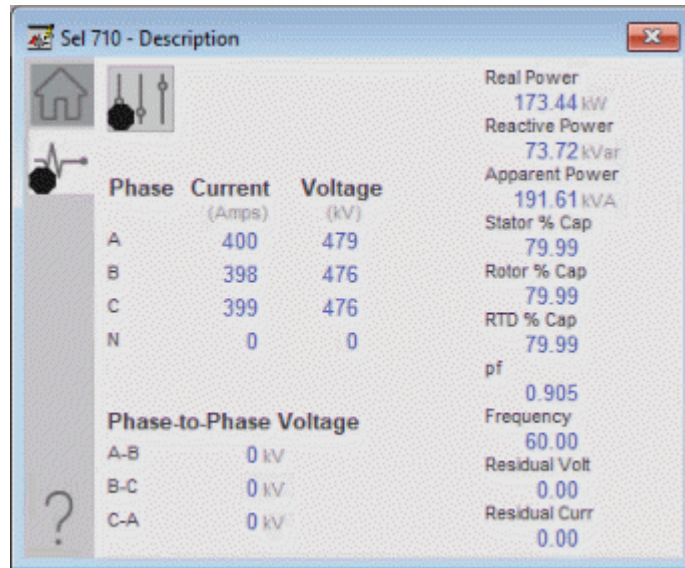 Sel 710 - Description
Phase Current Voltage
(Amps) (kV)
A 400 479
B 398 476
C 399 476
N 0 0
Phase-to-Phase Voltage
A-B 0 kV
B-C 0 kV
C-A 0 kV
?
Real Power
173.44 kW
Reactive Power
73.72 kVar
Apparent Power
191.61 kVA
Stator % Cap
79.99
Rotor % Cap
79.99
RTD % Cap
79.99
pf
0.905
Frequency
60.00
Residual Volt
0.00
Residual Curr
0.00